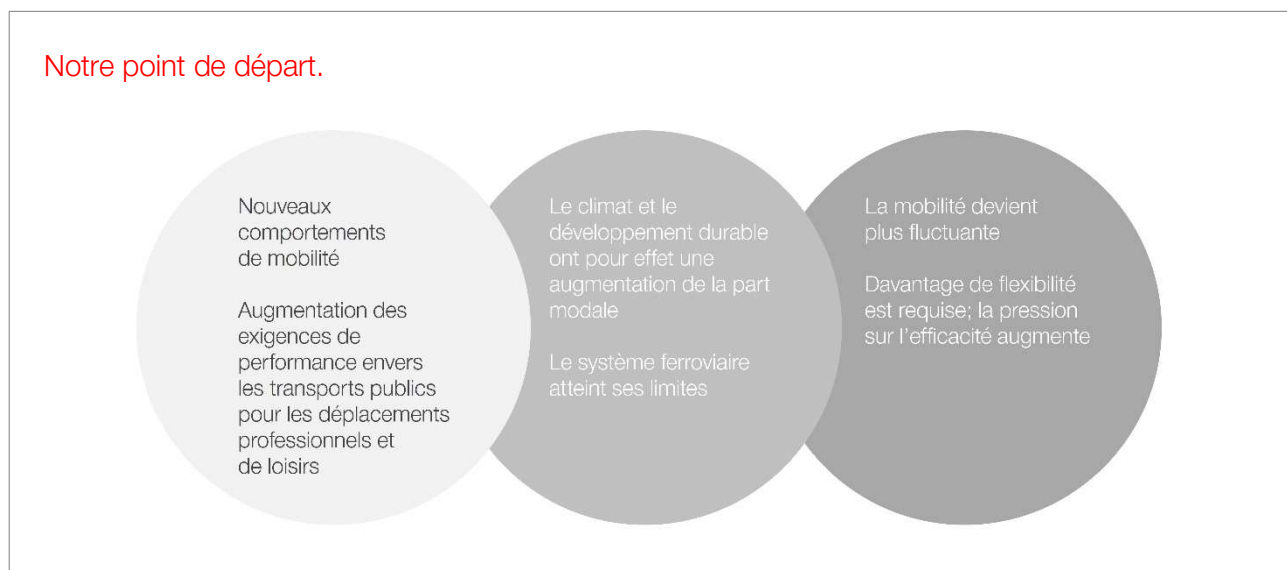 Notre point de départ.
Nouveaux
comportements
de mobilité
Augmentation des
exigences de
performance envers
les transports publics
pour les déplacements
professionnels et
de loisirs
Le climat et le
développement durable
ont pour effet une
augmentation de la part
modale
Le système ferroviaire
atteint ses limites
La mobilité devient
plus fluctuante
Davantage de flexibilité
est requise; la pression
sur l'efficacité augmente